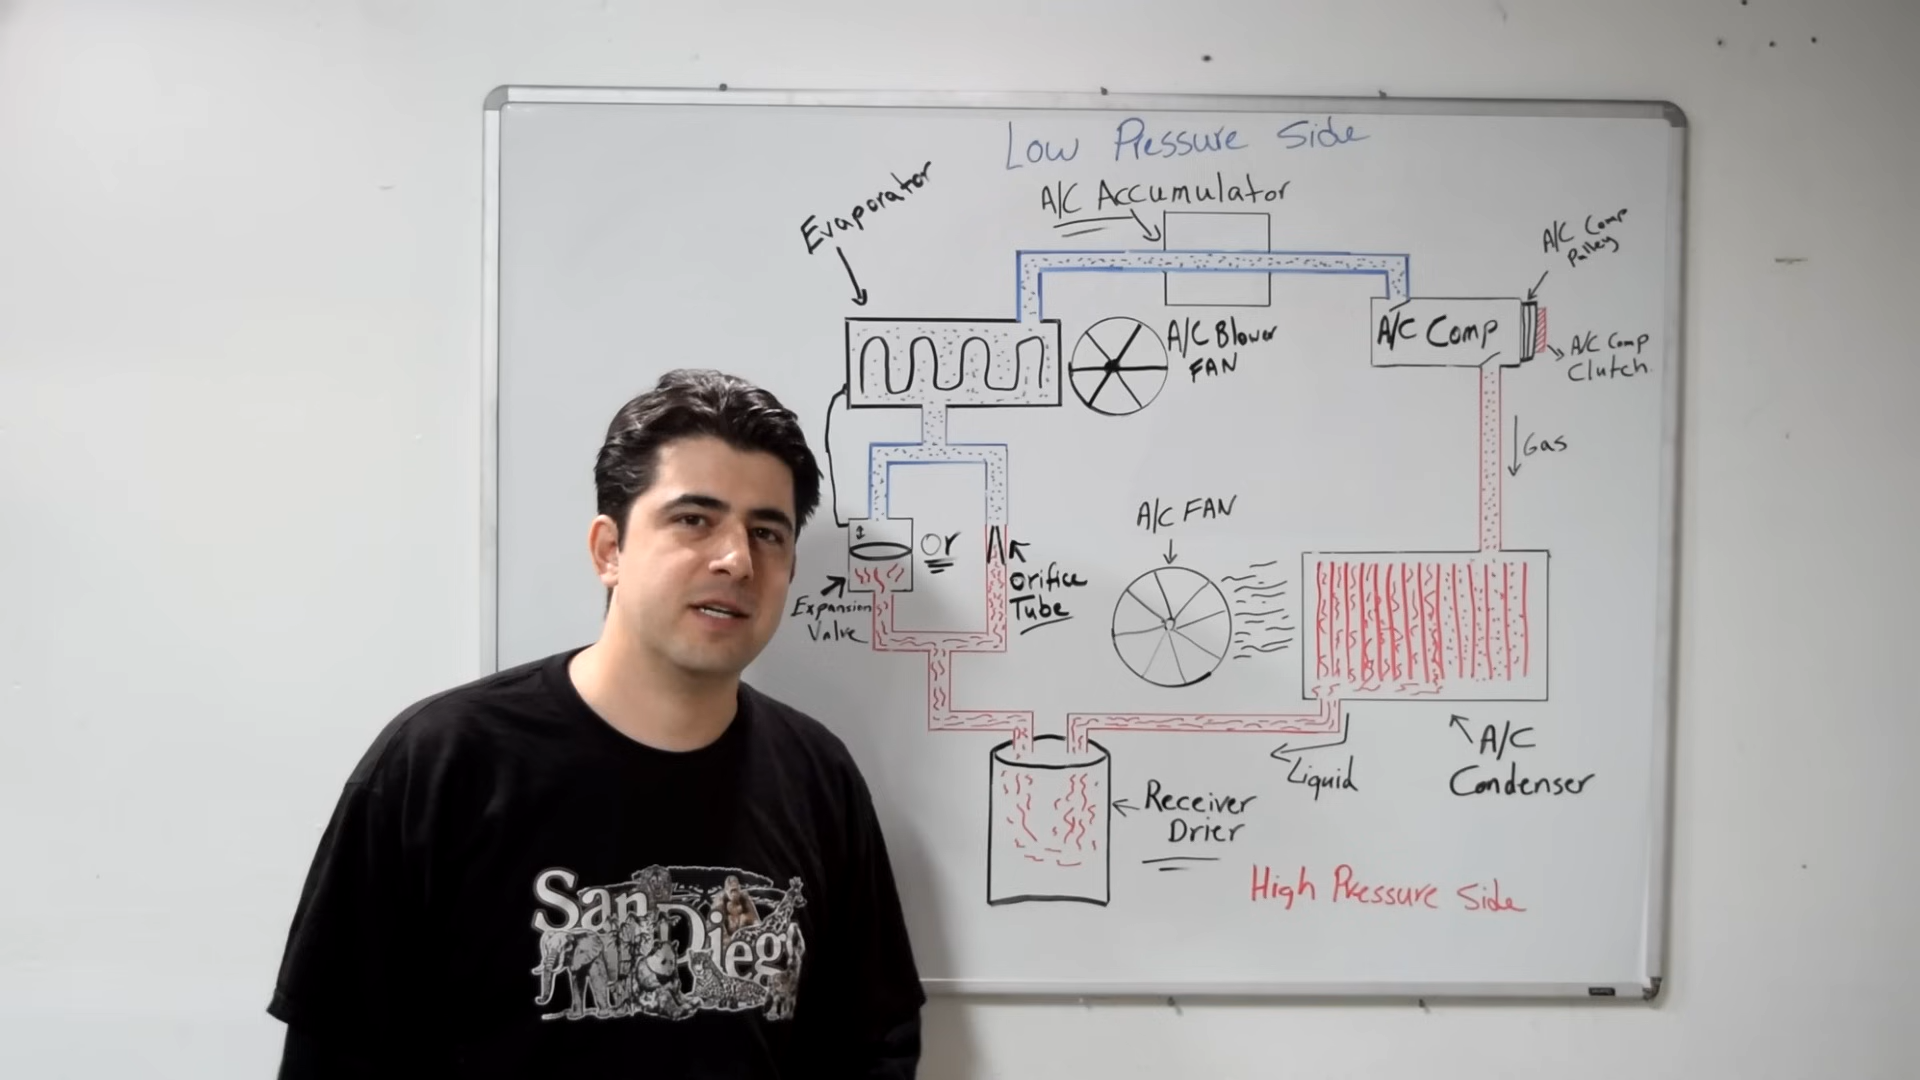 Low Pressure Side
Evaporator
A/C Accumulator
A/C Comp
Pulley
A/C Comp
A/C Comp
Clutch
A/C Blower
FAN
Gas
A/C FAN
Or
Orifice
Tube
Expansion
Valve
A/C
Condenser
Liquid
Receiver
Drier
High Pressure Side
San
Diego